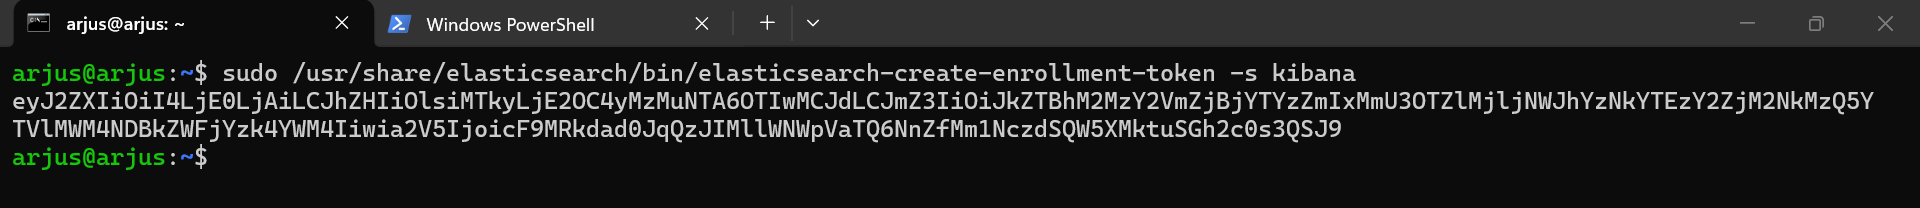 arjus@arjus: ~
Windows PowerShell
arjus@arjus:~$ sudo /usr/share/elasticsearch/bin/elasticsearch-create-enrollment-token -s kibana
eyJ2ZXIiOiI4LjE0LjAiLCJhZHIiOlsiMTkyLjE2OC4yMzMuNTA6OTIwMCJdLCJmZ3IiOiJkZTBhM2MzY2VmZjBjYTYzZmIxMmU3OTZlMjljNWJhYzNkYTEzY2ZjM2NkMzQ5Y
TVlMWM4NDBkZWFjYzk4YWM4Iiwia2V5IjoicF9MRkdad0JqQzJIMllWNWpVaTQ6NnZfMm1NczdSQW5XMktuSGh2c0s3QSJ9
arjus@arjus:~$